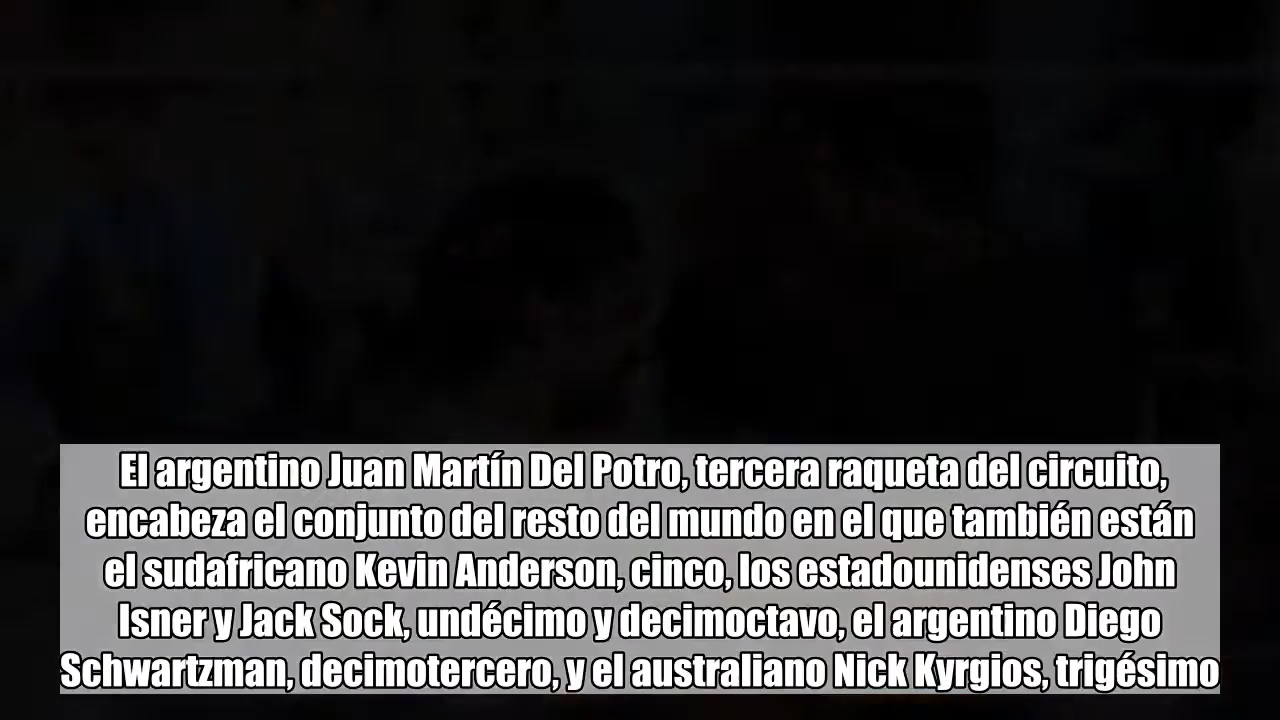 El argentino Juan Martín Del Potro, tercera raqueta del circuito,
encabeza el conjunto del resto del mundo en el que también están
el sudafricano Kevin Anderson, cinco, los estadounidenses John
Isner y Jack Sock, undécimo y decimoctavo, el argentino Diego
Schwartzman, decimotercero, y el australiano Nick Kyrgios, trigésimo